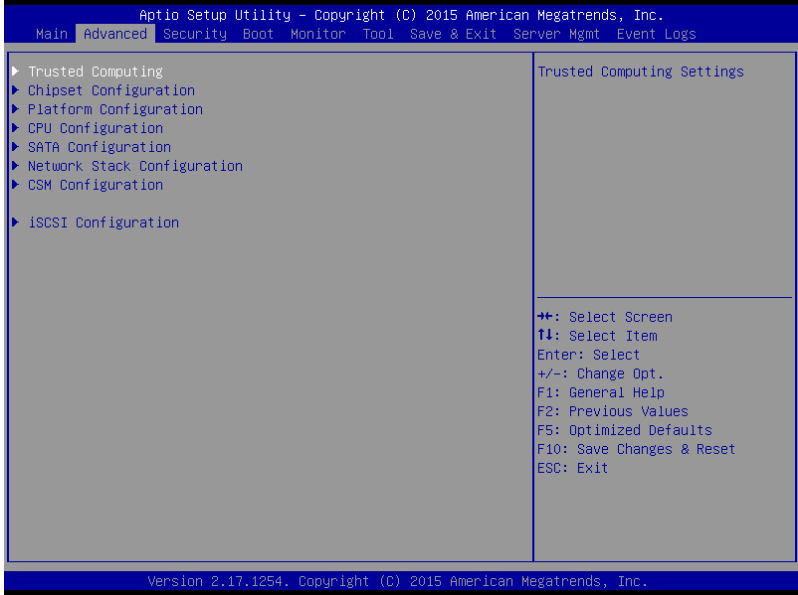 Aptio Setup Utility – Copyright (C) 2015 American Megatrends, Inc.
Main Advanced Security Boot Monitor Tool Save & Exit Server Mgmt Event Logs
▶ Trusted Computing
▶ Chipset Configuration
▶ Platform Configuration
▶ CPU Configuration
▶ SATA Configuration
▶ Network Stack Configuration
▶ CSM Configuration
▶ iSCSI Configuration
Trusted Computing Settings
→←: Select Screen
↑↓: Select Item
Enter: Select
+/-: Change Opt.
F1: General Help
F2: Previous Values
F5: Optimized Defaults
F10: Save Changes & Reset
ESC: Exit
Version 2.17.1254. Copyright (C) 2015 American Megatrends, Inc.